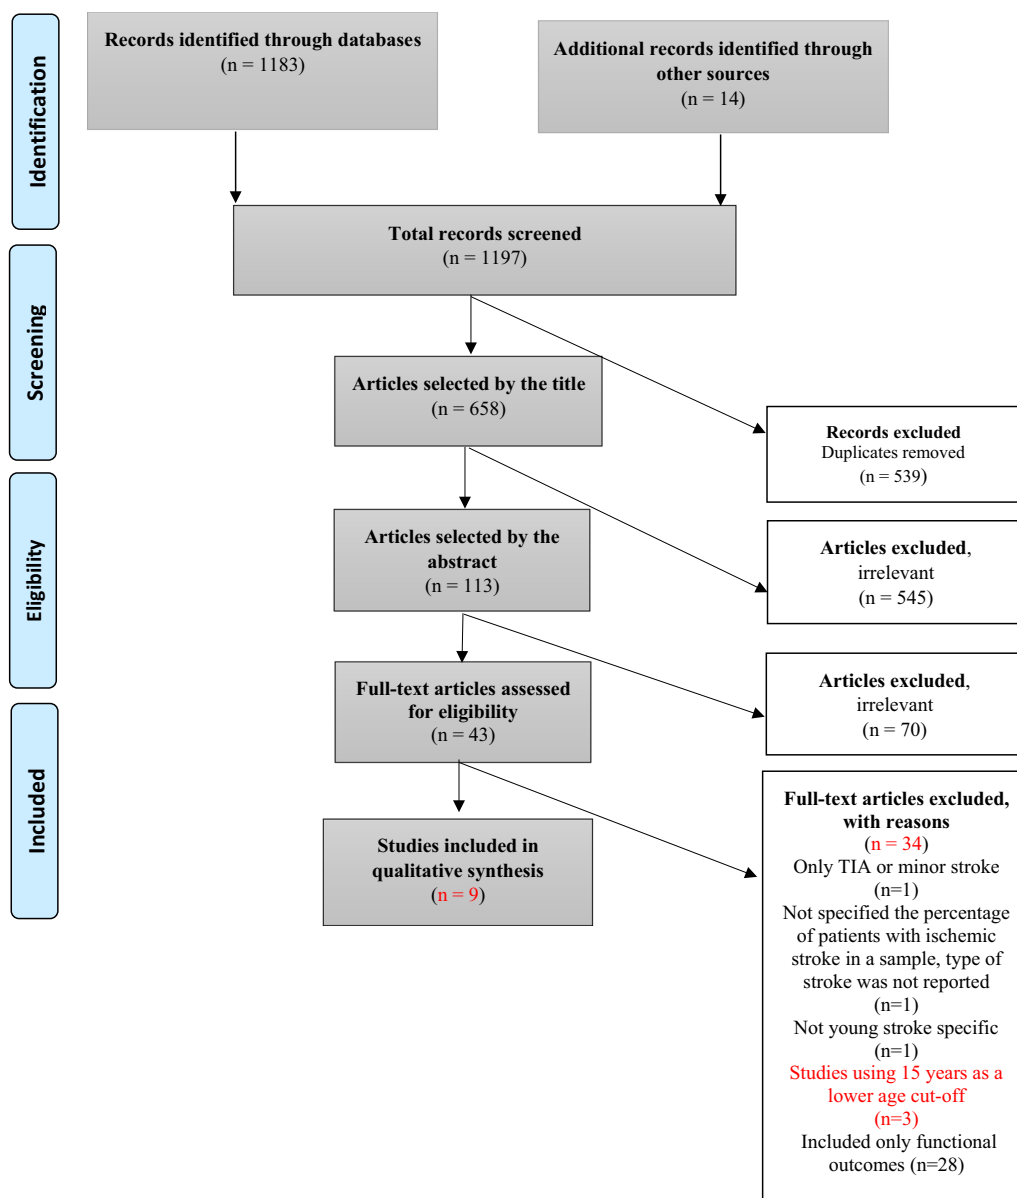 Identification
Records identified through databases
(n = 1183)
Additional records identified through
other sources
(n = 14)
Total records screened
(n = 1197)
Screening
Articles selected by the title
(n = 658)
Records excluded
Duplicates removed
(n = 539)
Eligibility
Articles selected by the
abstract
(n = 113)
Articles excluded,
irrelevant
(n = 545)
Full-text articles assessed
for eligibility
(n = 43)
Articles excluded,
irrelevant
(n = 70)
Included
Studies included in
qualitative synthesis
(n = 9)
Full-text articles excluded,
with reasons
(n = 34)
Only TIA or minor stroke
(n=1)
Not specified the percentage
of patients with ischemic
stroke in a sample, type of
stroke was not reported
(n=1)
Not young stroke specific
(n=1)
Studies using 15 years as a
lower age cut-off
(n=3)
Included only functional
outcomes (n=28)